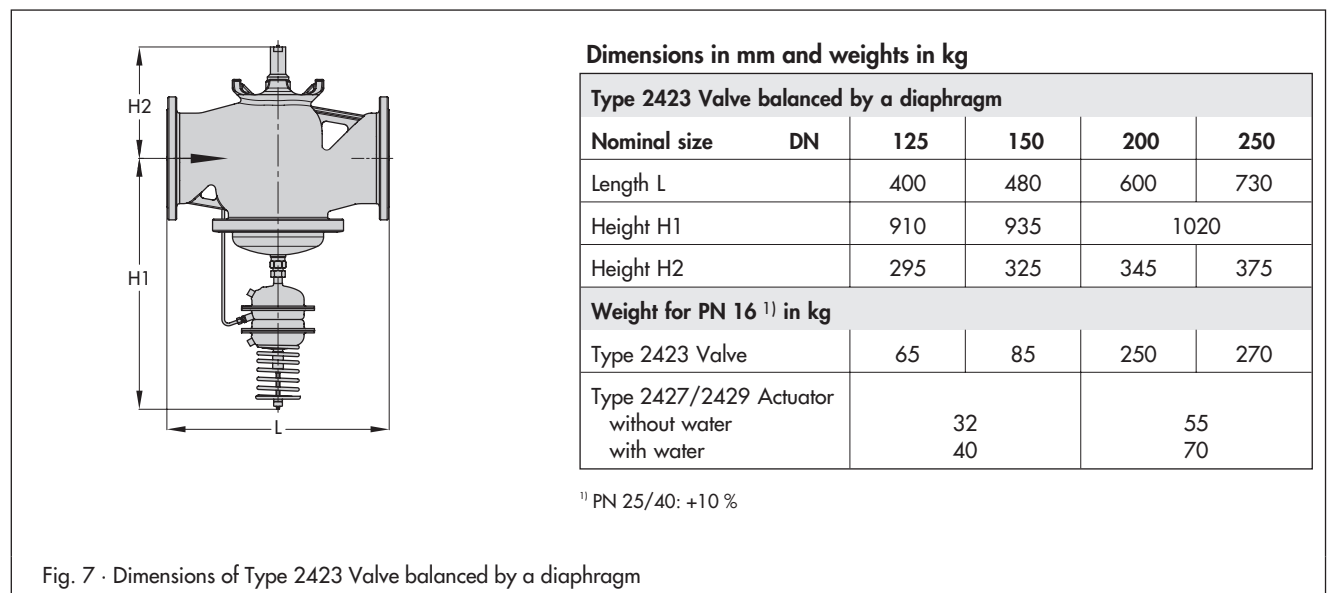 H2
H1
L
Dimensions in mm and weights in kg
Type 2423 Valve balanced by a diaphragm
Nominal size DN 125 150 200 250
Length L 400 480 600 730
Height H1 910 935 1020
Height H2 295 325 345 375
Weight for PN 16 1) in kg
Type 2423 Valve 65 85 250 270
Type 2427/2429 Actuator
without water 32 55
with water 40 70
1) PN 25/40: +10 %
Fig. 7 · Dimensions of Type 2423 Valve balanced by a diaphragm